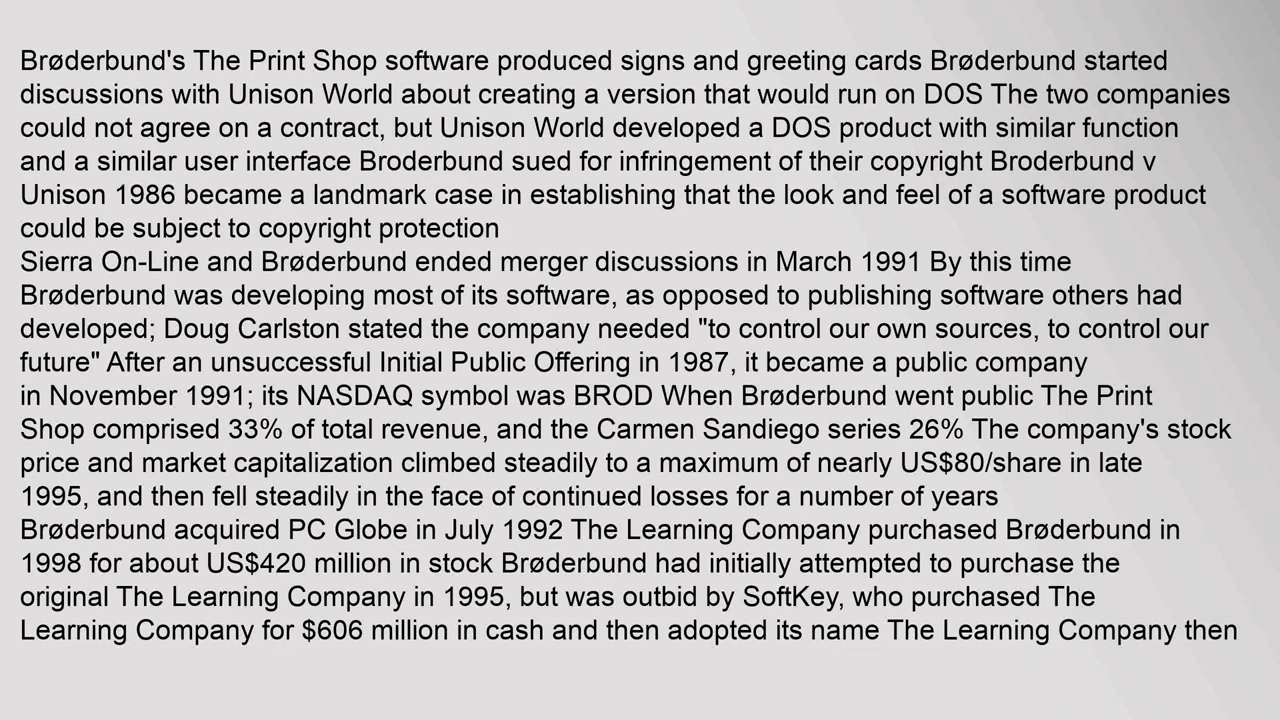 Brøderbund's The Print Shop software produced signs and greeting cards Brøderbund started
discussions with Unison World about creating a version that would run on DOS The two companies
could not agree on a contract, but Unison World developed a DOS product with similar function
and a similar user interface Broderbund sued for infringement of their copyright Broderbund v
Unison 1986 became a landmark case in establishing that the look and feel of a software product
could be subject to copyright protection
Sierra On-Line and Brøderbund ended merger discussions in March 1991 By this time
Brøderbund was developing most of its software, as opposed to publishing software others had
developed; Doug Carlston stated the company needed "to control our own sources, to control our
future" After an unsuccessful Initial Public Offering in 1987, it became a public company
in November 1991; its NASDAQ symbol was BROD When Brøderbund went public The Print
Shop comprised 33% of total revenue, and the Carmen Sandiego series 26% The company's stock
price and market capitalization climbed steadily to a maximum of nearly US$80/share in late
1995, and then fell steadily in the face of continued losses for a number of years
Brøderbund acquired PC Globe in July 1992 The Learning Company purchased Brøderbund in
1998 for about US$420 million in stock Brøderbund had initially attempted to purchase the
original The Learning Company in 1995, but was outbid by SoftKey, who purchased The
Learning Company for $606 million in cash and then adopted its name The Learning Company then